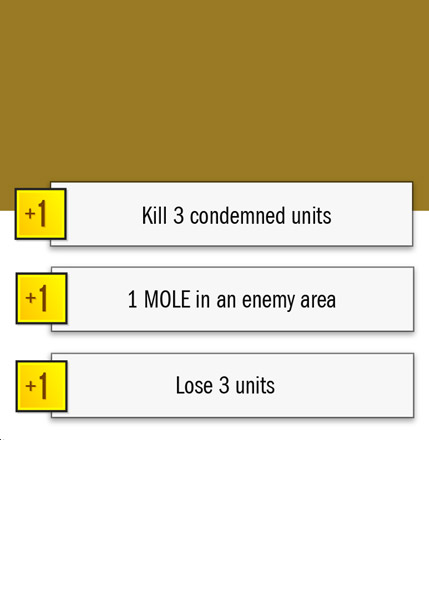 +1 Kill 3 condemned units
+1 1 MOLE in an enemy area
+1 Lose 3 units